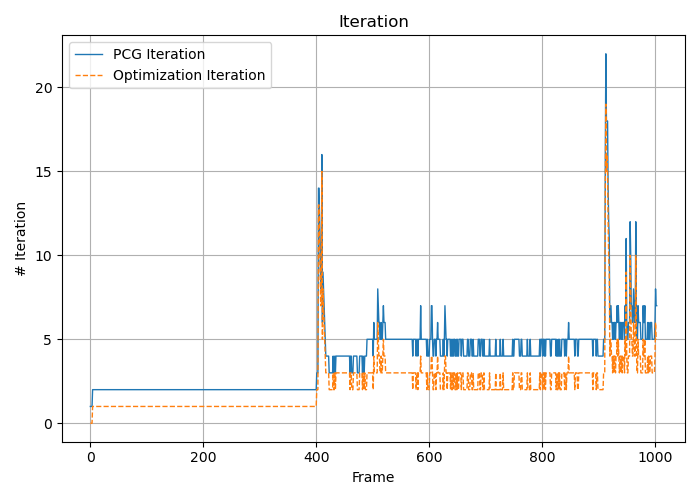 Iteration
PCG Iteration
Optimization Iteration
# Iteration
20
15
10
5
0
0 200 400 600 800 1000
Frame